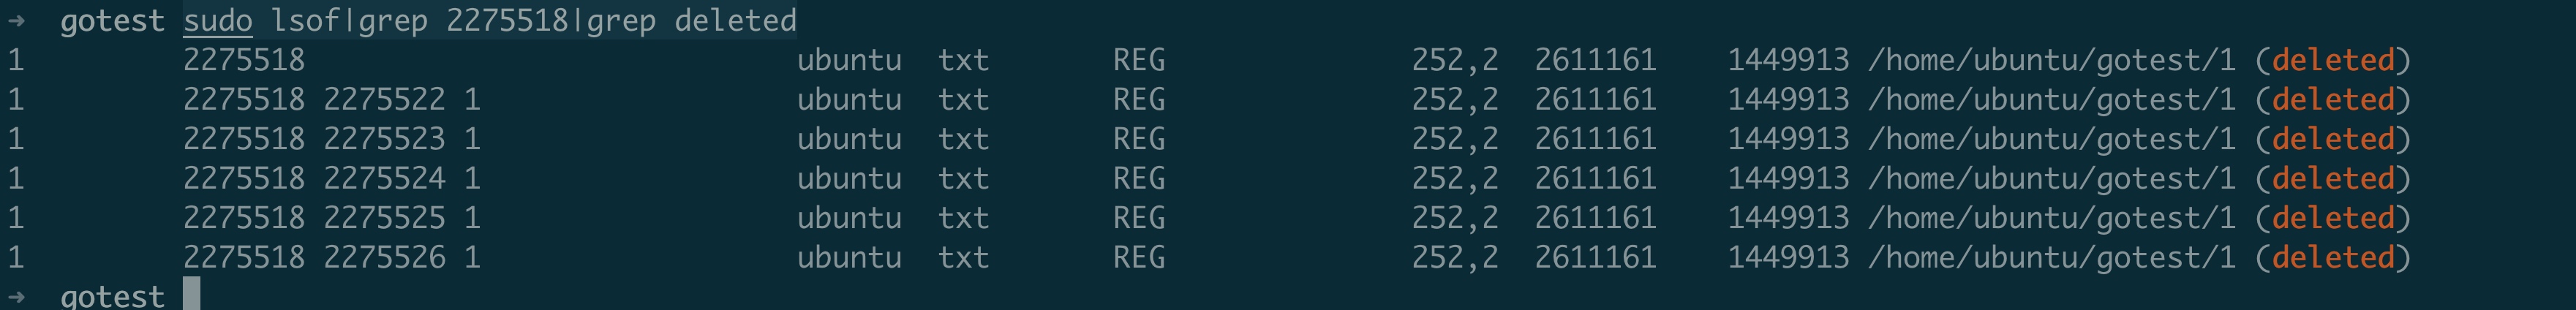 → gotest sudo lsof|grep 2275518|grep deleted
1 2275518 ubuntu txt REG 252,2 2611161 1449913 /home/ubuntu/gotest/1 (deleted)
1 2275518 2275522 1 ubuntu txt REG 252,2 2611161 1449913 /home/ubuntu/gotest/1 (deleted)
1 2275518 2275523 1 ubuntu txt REG 252,2 2611161 1449913 /home/ubuntu/gotest/1 (deleted)
1 2275518 2275524 1 ubuntu txt REG 252,2 2611161 1449913 /home/ubuntu/gotest/1 (deleted)
1 2275518 2275525 1 ubuntu txt REG 252,2 2611161 1449913 /home/ubuntu/gotest/1 (deleted)
1 2275518 2275526 1 ubuntu txt REG 252,2 2611161 1449913 /home/ubuntu/gotest/1 (deleted)
→ gotest